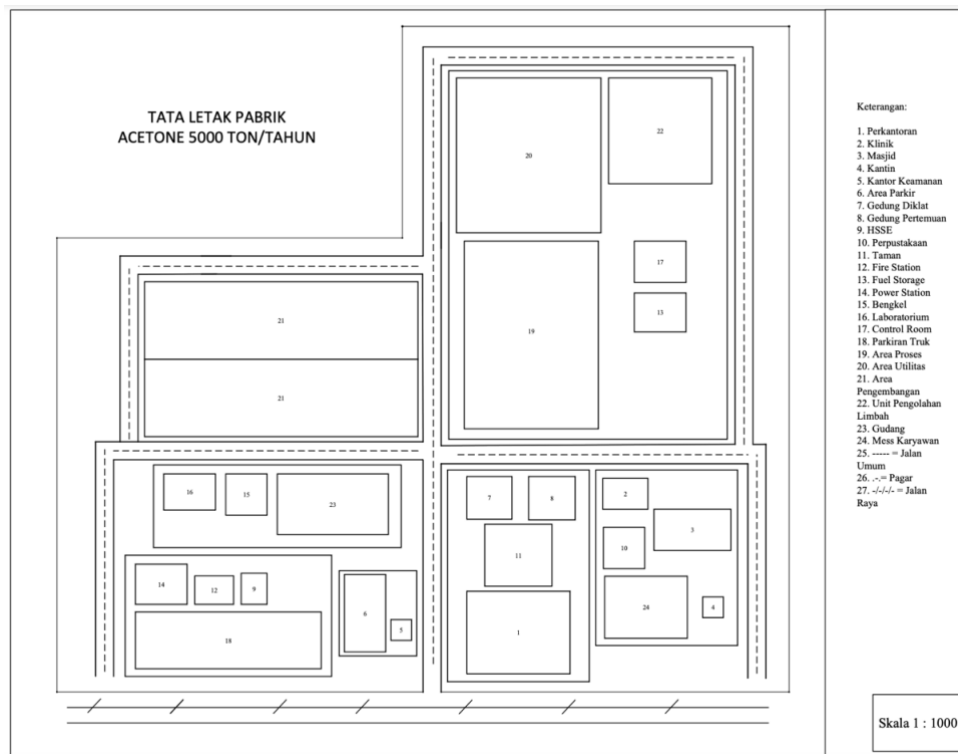 TATA LETAK PABRIK
ACETONE 5000 TON/TAHUN
20
22
17
13
19
21
21
16
15
23
14
12
9
18
6
5
7
8
11
1
2
3
10
24
4
Keterangan:
1. Perkantoran
2. Klinik
3. Masjid
4. Kantin
5. Kantor Keamanan
6. Area Parkir
7. Gedung Diklat
8. Gedung Pertemuan
9. HSSE
10. Perpustakaan
11. Taman
12. Fire Station
13. Fuel Storage
14. Power Station
15. Bengkel
16. Laboratorium
17. Control Room
18. Parkiran Truk
19. Area Proses
20. Area Utilitas
21. Area
Pengembangan
22. Unit Pengolahan
Limbah
23. Gudang
24. Mess Karyawan
25. ----- = Jalan
Umum
26. .-.= Pagar
27. -/-/-/- = Jalan
Raya
Skala 1 : 1000